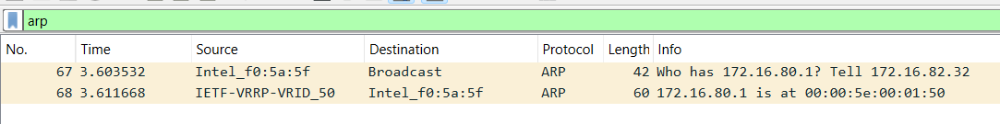 arp
No. Time Source Destination Protocol Length Info
67 3.603532 Intel_f0:5a:5f Broadcast ARP 42 Who has 172.16.80.1? Tell 172.16.82.32
68 3.611668 IETF-VRRP-VRID_50 Intel_f0:5a:5f ARP 60 172.16.80.1 is at 00:00:5e:00:01:50